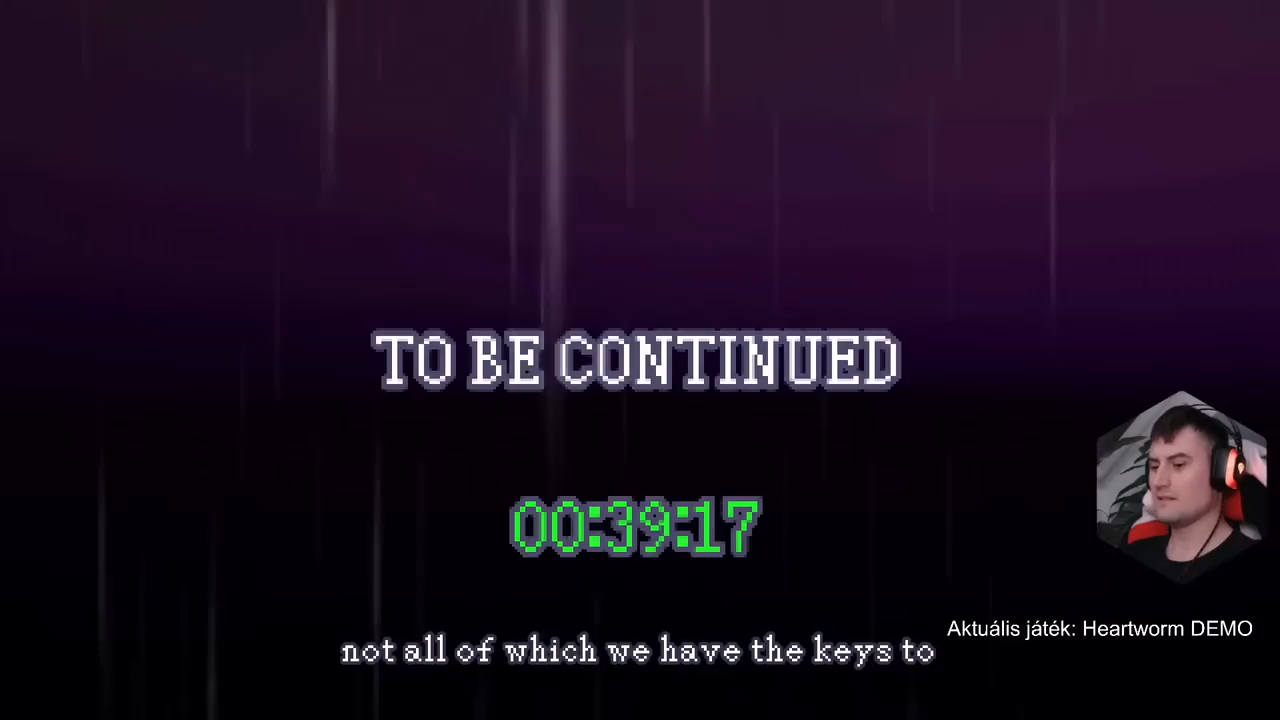 TO BE CONTINUED
00:39:17
Aktuális játék: Heartworm DEMO
not all of which we have the keys to